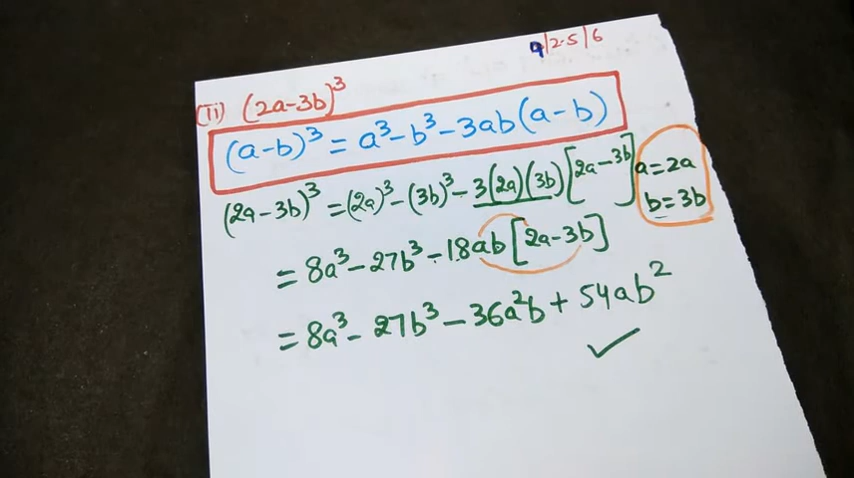 9|2.5|6
(ii) (2a-3b)³
(a-b)³ = a³-b³-3ab(a-b)
(2a-3b)³ =(2a)³-(3b)³-3(2a)(3b)[2a-3b] a=2a
b=3b
= 8a³-27b³-18ab[2a-3b]
= 8a³-27b³-36a²b+54ab²